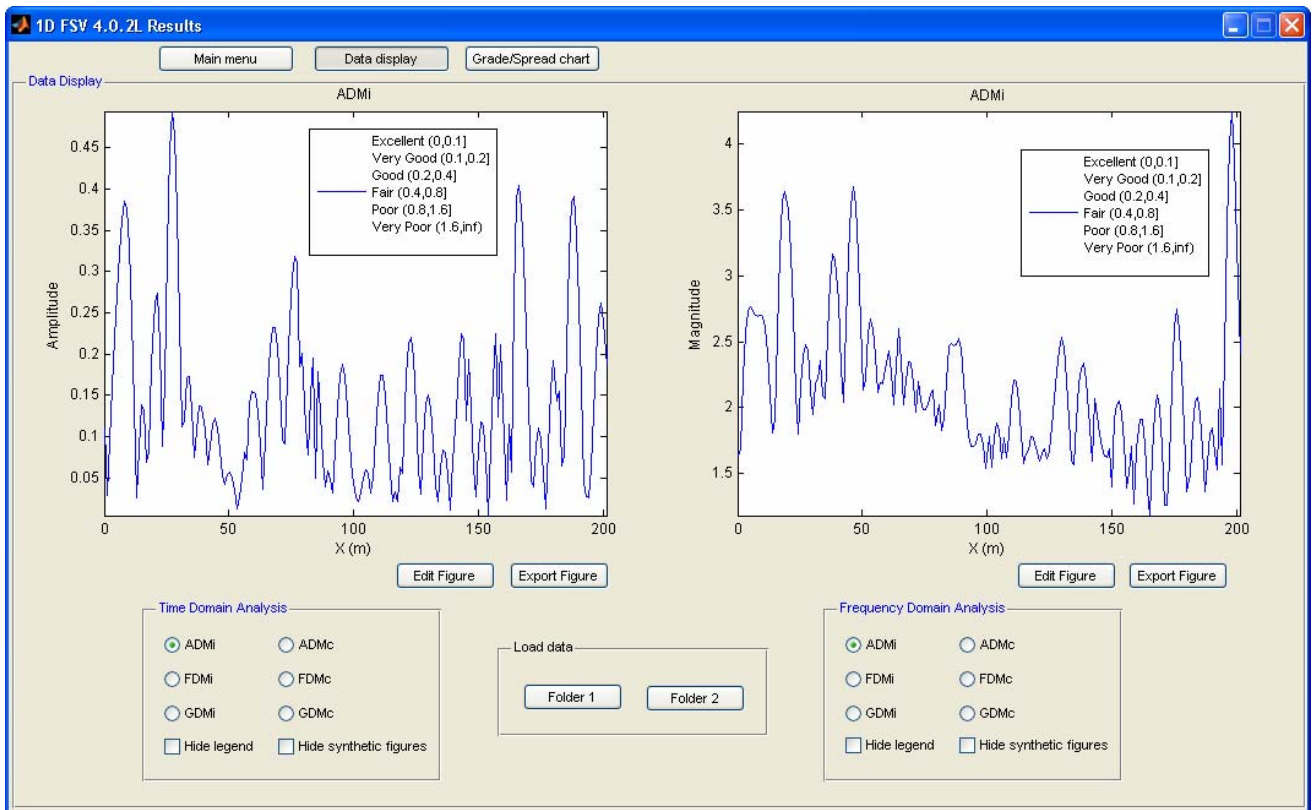 1D FSV 4.0.2L Results
Main menu
Data display
Grade/Spread chart
Data Display
ADMi
Amplitude
0.45
0.4
0.35
0.3
0.25
0.2
0.15
0.1
0.05
Excellent (0,0.1]
Very Good (0.1,0.2]
Good (0.2,0.4]
Fair (0.4,0.8]
Poor (0.8,1.6]
Very Poor (1.6,inf)
0
50
100
150
200
X (m)
Edit Figure
Export Figure
ADMi
Magnitude
4
3.5
3
2.5
2
1.5
Excellent (0,0.1]
Very Good (0.1,0.2]
Good (0.2,0.4]
Fair (0.4,0.8]
Poor (0.8,1.6]
Very Poor (1.6,inf)
0
50
100
150
200
X (m)
Edit Figure
Export Figure
Time Domain Analysis
ADMi
ADMc
FDMi
FDMc
GDMi
GDMc
Hide legend
Hide synthetic figures
Load data
Folder 1
Folder 2
Frequency Domain Analysis
ADMi
ADMc
FDMi
FDMc
GDMi
GDMc
Hide legend
Hide synthetic figures